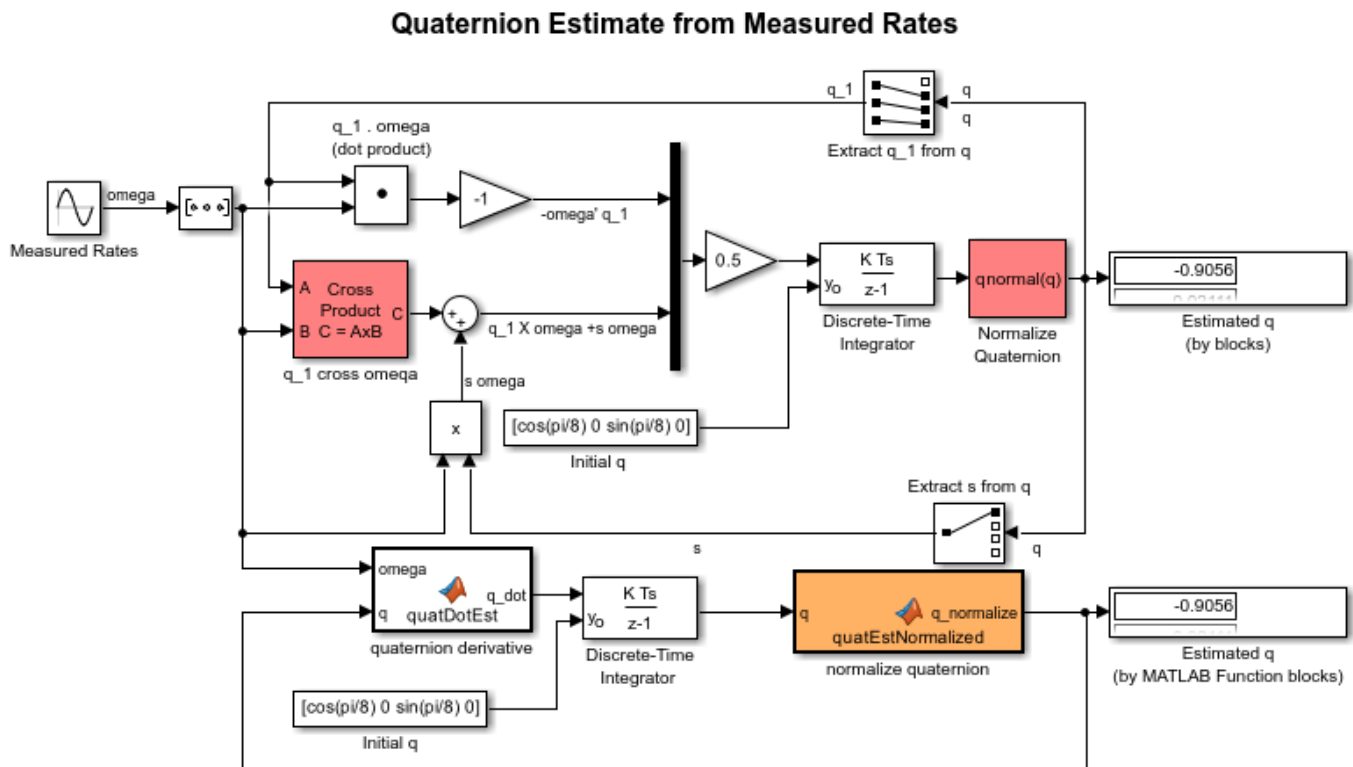 Quaternion Estimate from Measured Rates
q_1
q
q
Extract q_1 from q
q_1 . omega
(dot product)
omega
-1
-omega' q_1
Measured Rates
0.5
K Ts
z-1
yo
Discrete-Time
Integrator
qnormal(q)
Normalize
Quaternion
-0.9056
Estimated q
(by blocks)
A
B
Cross
Product
C = AxB
C
q_1 cross omega
+
+
q_1 X omega +s omega
s omega
x
[cos(pi/8) 0 sin(pi/8) 0]
Initial q
Extract s from q
s
q
omega
q
q_dot
quatDotEst
quaternion derivative
K Ts
z-1
yo
Discrete-Time
Integrator
q
q_normalize
quatEstNormalized
normalize quaternion
-0.9056
Estimated q
(by MATLAB Function blocks)
[cos(pi/8) 0 sin(pi/8) 0]
Initial q